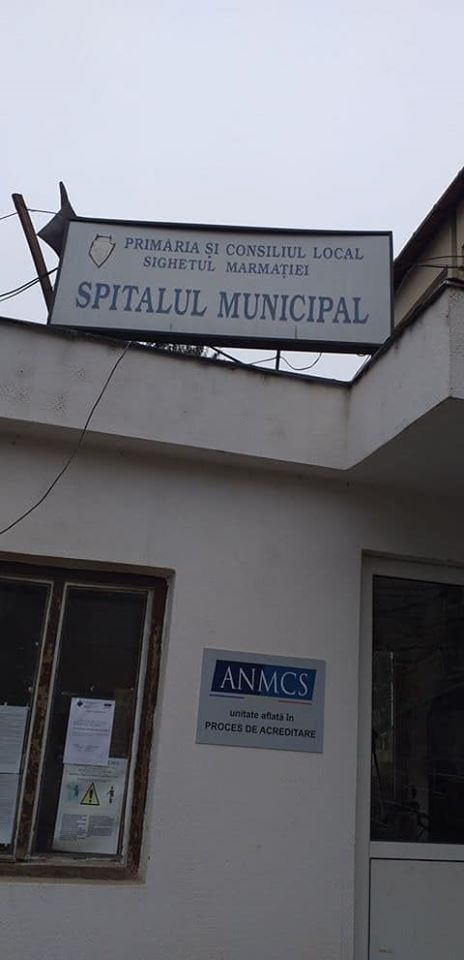 PRIMĂRIA ȘI CONSILIUL LOCAL
SIGHETUL MARMAȚIEI
SPITALUL MUNICIPAL
ANMCS
unitate aflată în
PROCES DE ACREDITARE